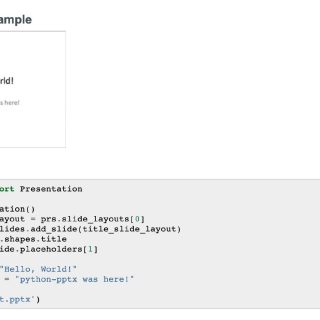 ample
rld!
s here!
ort Presentation
ation()
ayout = prs.slide_layouts[0]
lides.add_slide(title_slide_layout)
.shapes.title
ide.placeholders[1]
"Hello, World!"
= "python-pptx was here!"
t.pptx')